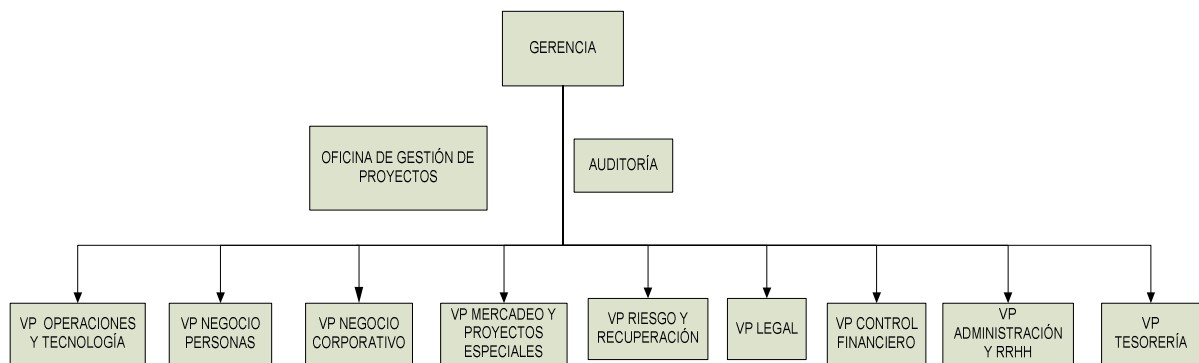 GERENCIA
OFICINA DE GESTIÓN DE
PROYECTOS
AUDITORÍA
VP OPERACIONES
Y TECNOLOGÍA
VP NEGOCIO
PERSONAS
VP NEGOCIO
CORPORATIVO
VP MERCADEO Y
PROYECTOS
ESPECIALES
VP RIESGO Y
RECUPERACIÓN
VP LEGAL
VP CONTROL
FINANCIERO
VP
ADMINISTRACIÓN
Y RRHH
VP
TESORERÍA